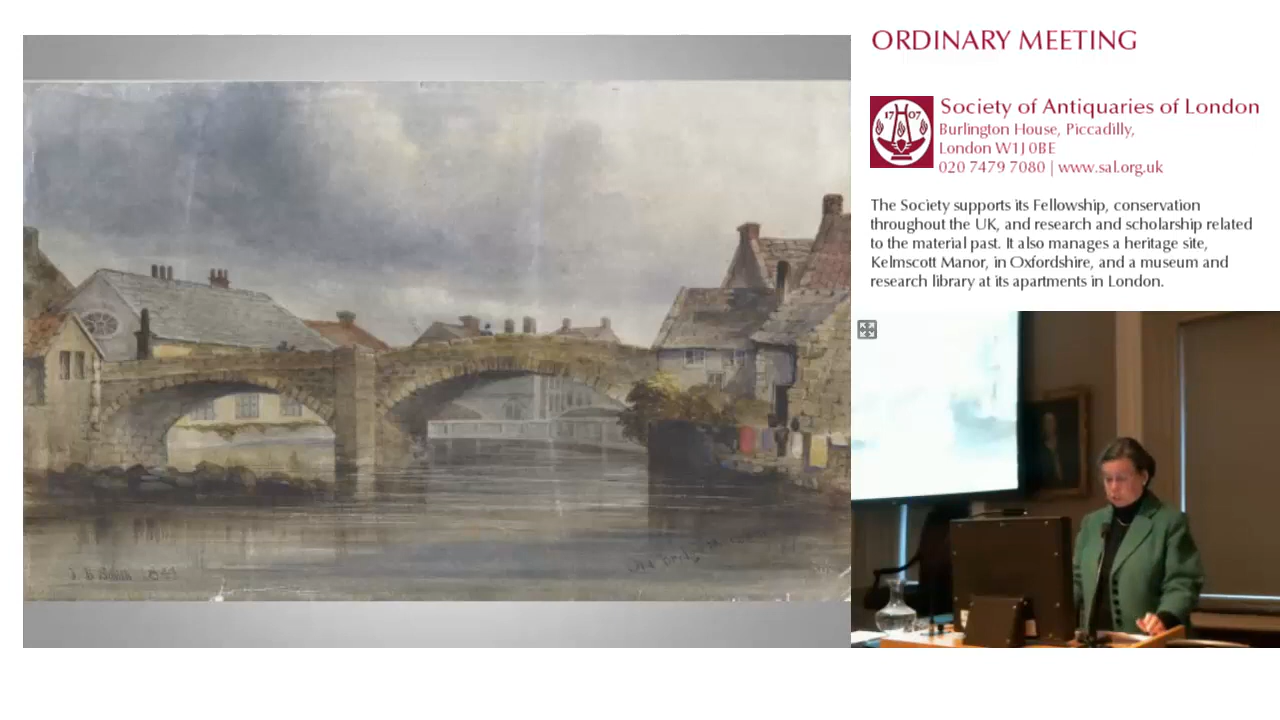 ORDINARY MEETING
17 07
Society of Antiquaries of London
Burlington House, Piccadilly,
London W1J 0BE
020 7479 7080 | www.sal.org.uk
The Society supports its Fellowship, conservation
throughout the UK, and research and scholarship related
to the material past. It also manages a heritage site,
Kelmscott Manor, in Oxfordshire, and a museum and
research library at its apartments in London.